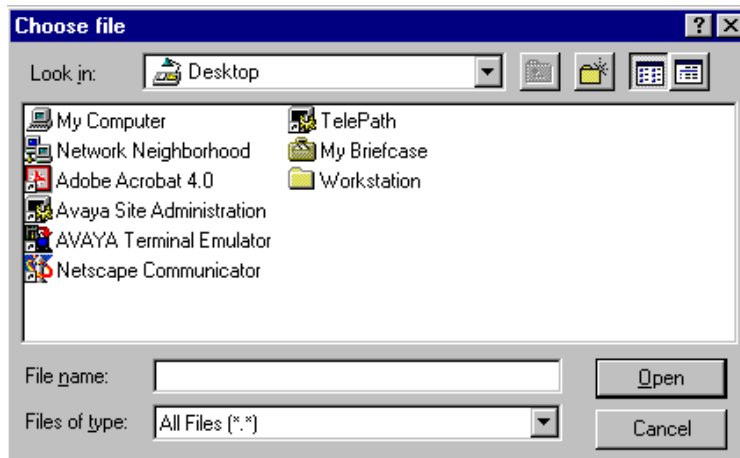 Choose file
Look in: Desktop
My Computer
Network Neighborhood
Adobe Acrobat 4.0
Avaya Site Administration
AVAYA Terminal Emulator
Netscape Communicator
TelePath
My Briefcase
Workstation
File name: Open
Files of type: All Files (*.*) Cancel